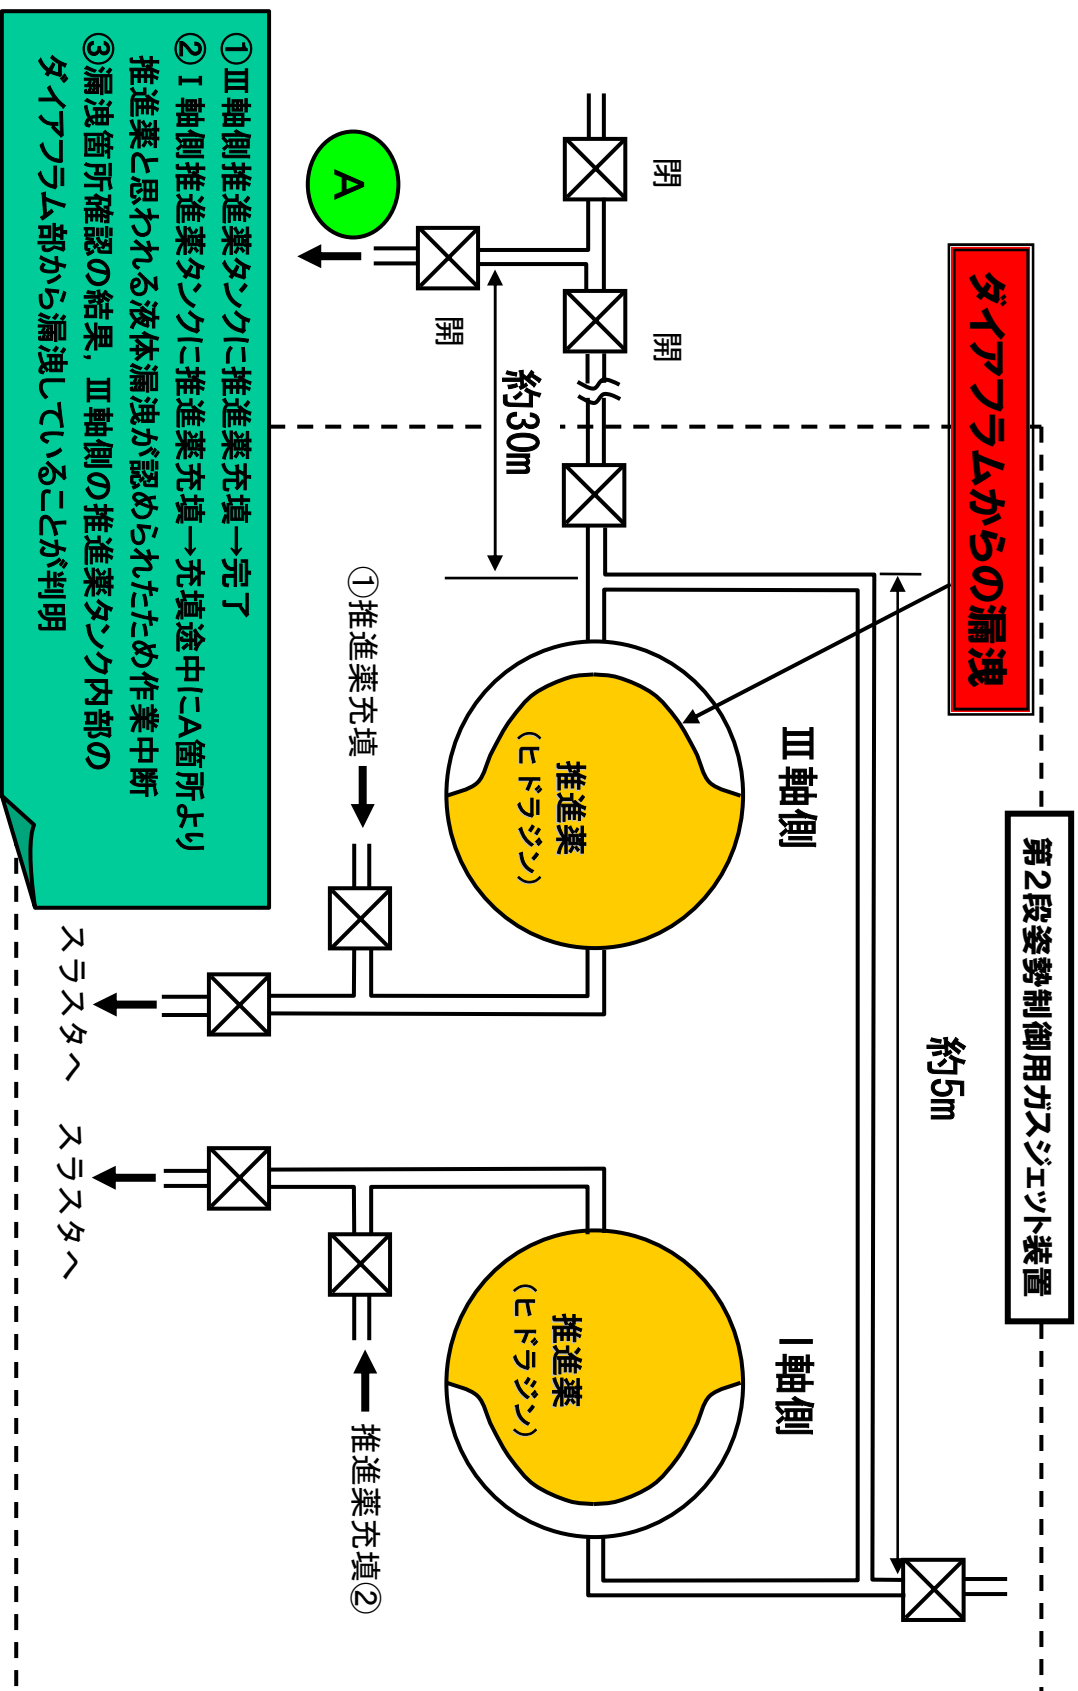 ダイアフラムからの漏洩
第２段姿勢制御用ガスジェット装置
約5m
Ⅲ軸側
Ⅰ軸側
閉
開
開
約30m
推進薬
（ヒドラジン）
推進薬
（ヒドラジン）
A
①推進薬充填
推進薬充填②
スラスタへ
スラスタへ
①Ⅲ軸側推進薬タンクに推進薬充填→完了
②Ⅰ軸側推進薬タンクに推進薬充填→充填途中にA箇所より
推進薬と思われる液体漏洩が認められたため作業中断
③漏洩箇所確認の結果，Ⅲ軸側の推進薬タンク内部の
ダイアフラム部から漏洩していることが判明